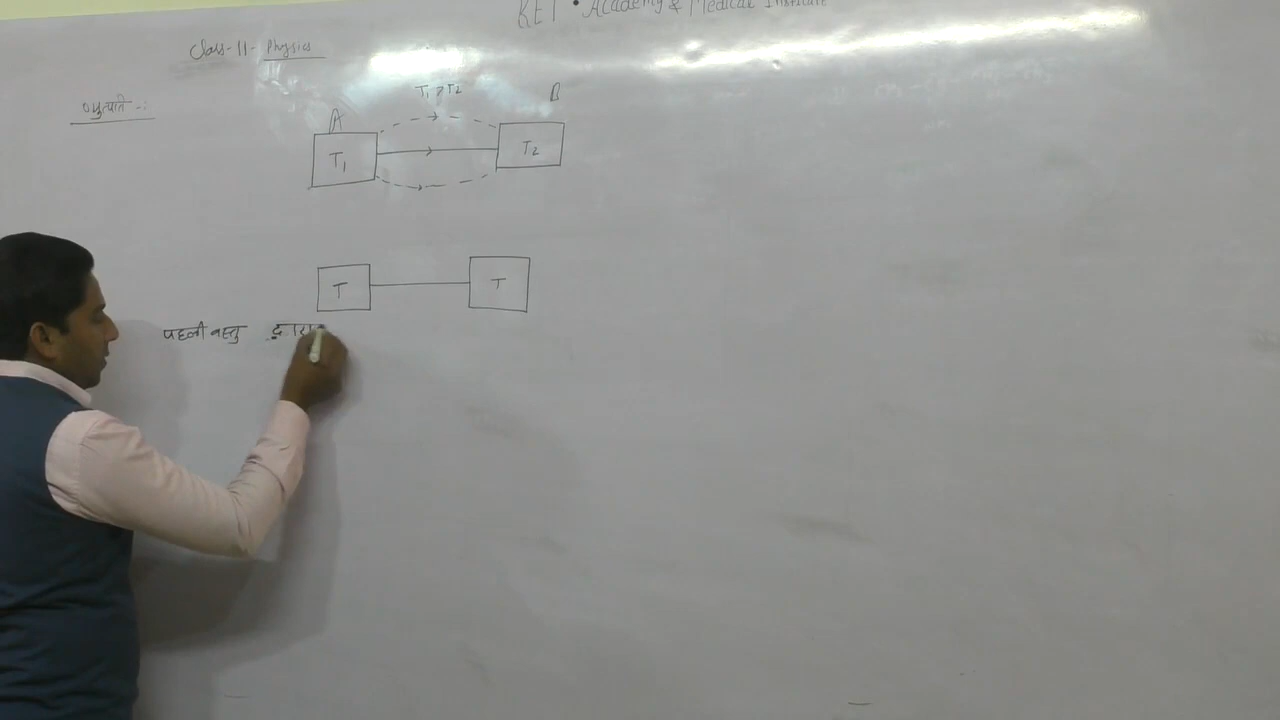 KET • Academy & Medical Institute
Class-11- Physics
व्युत्पति -:
T₁ > T₂
A B
T₁ T₂
T T
पहली वस्तु द्वारा